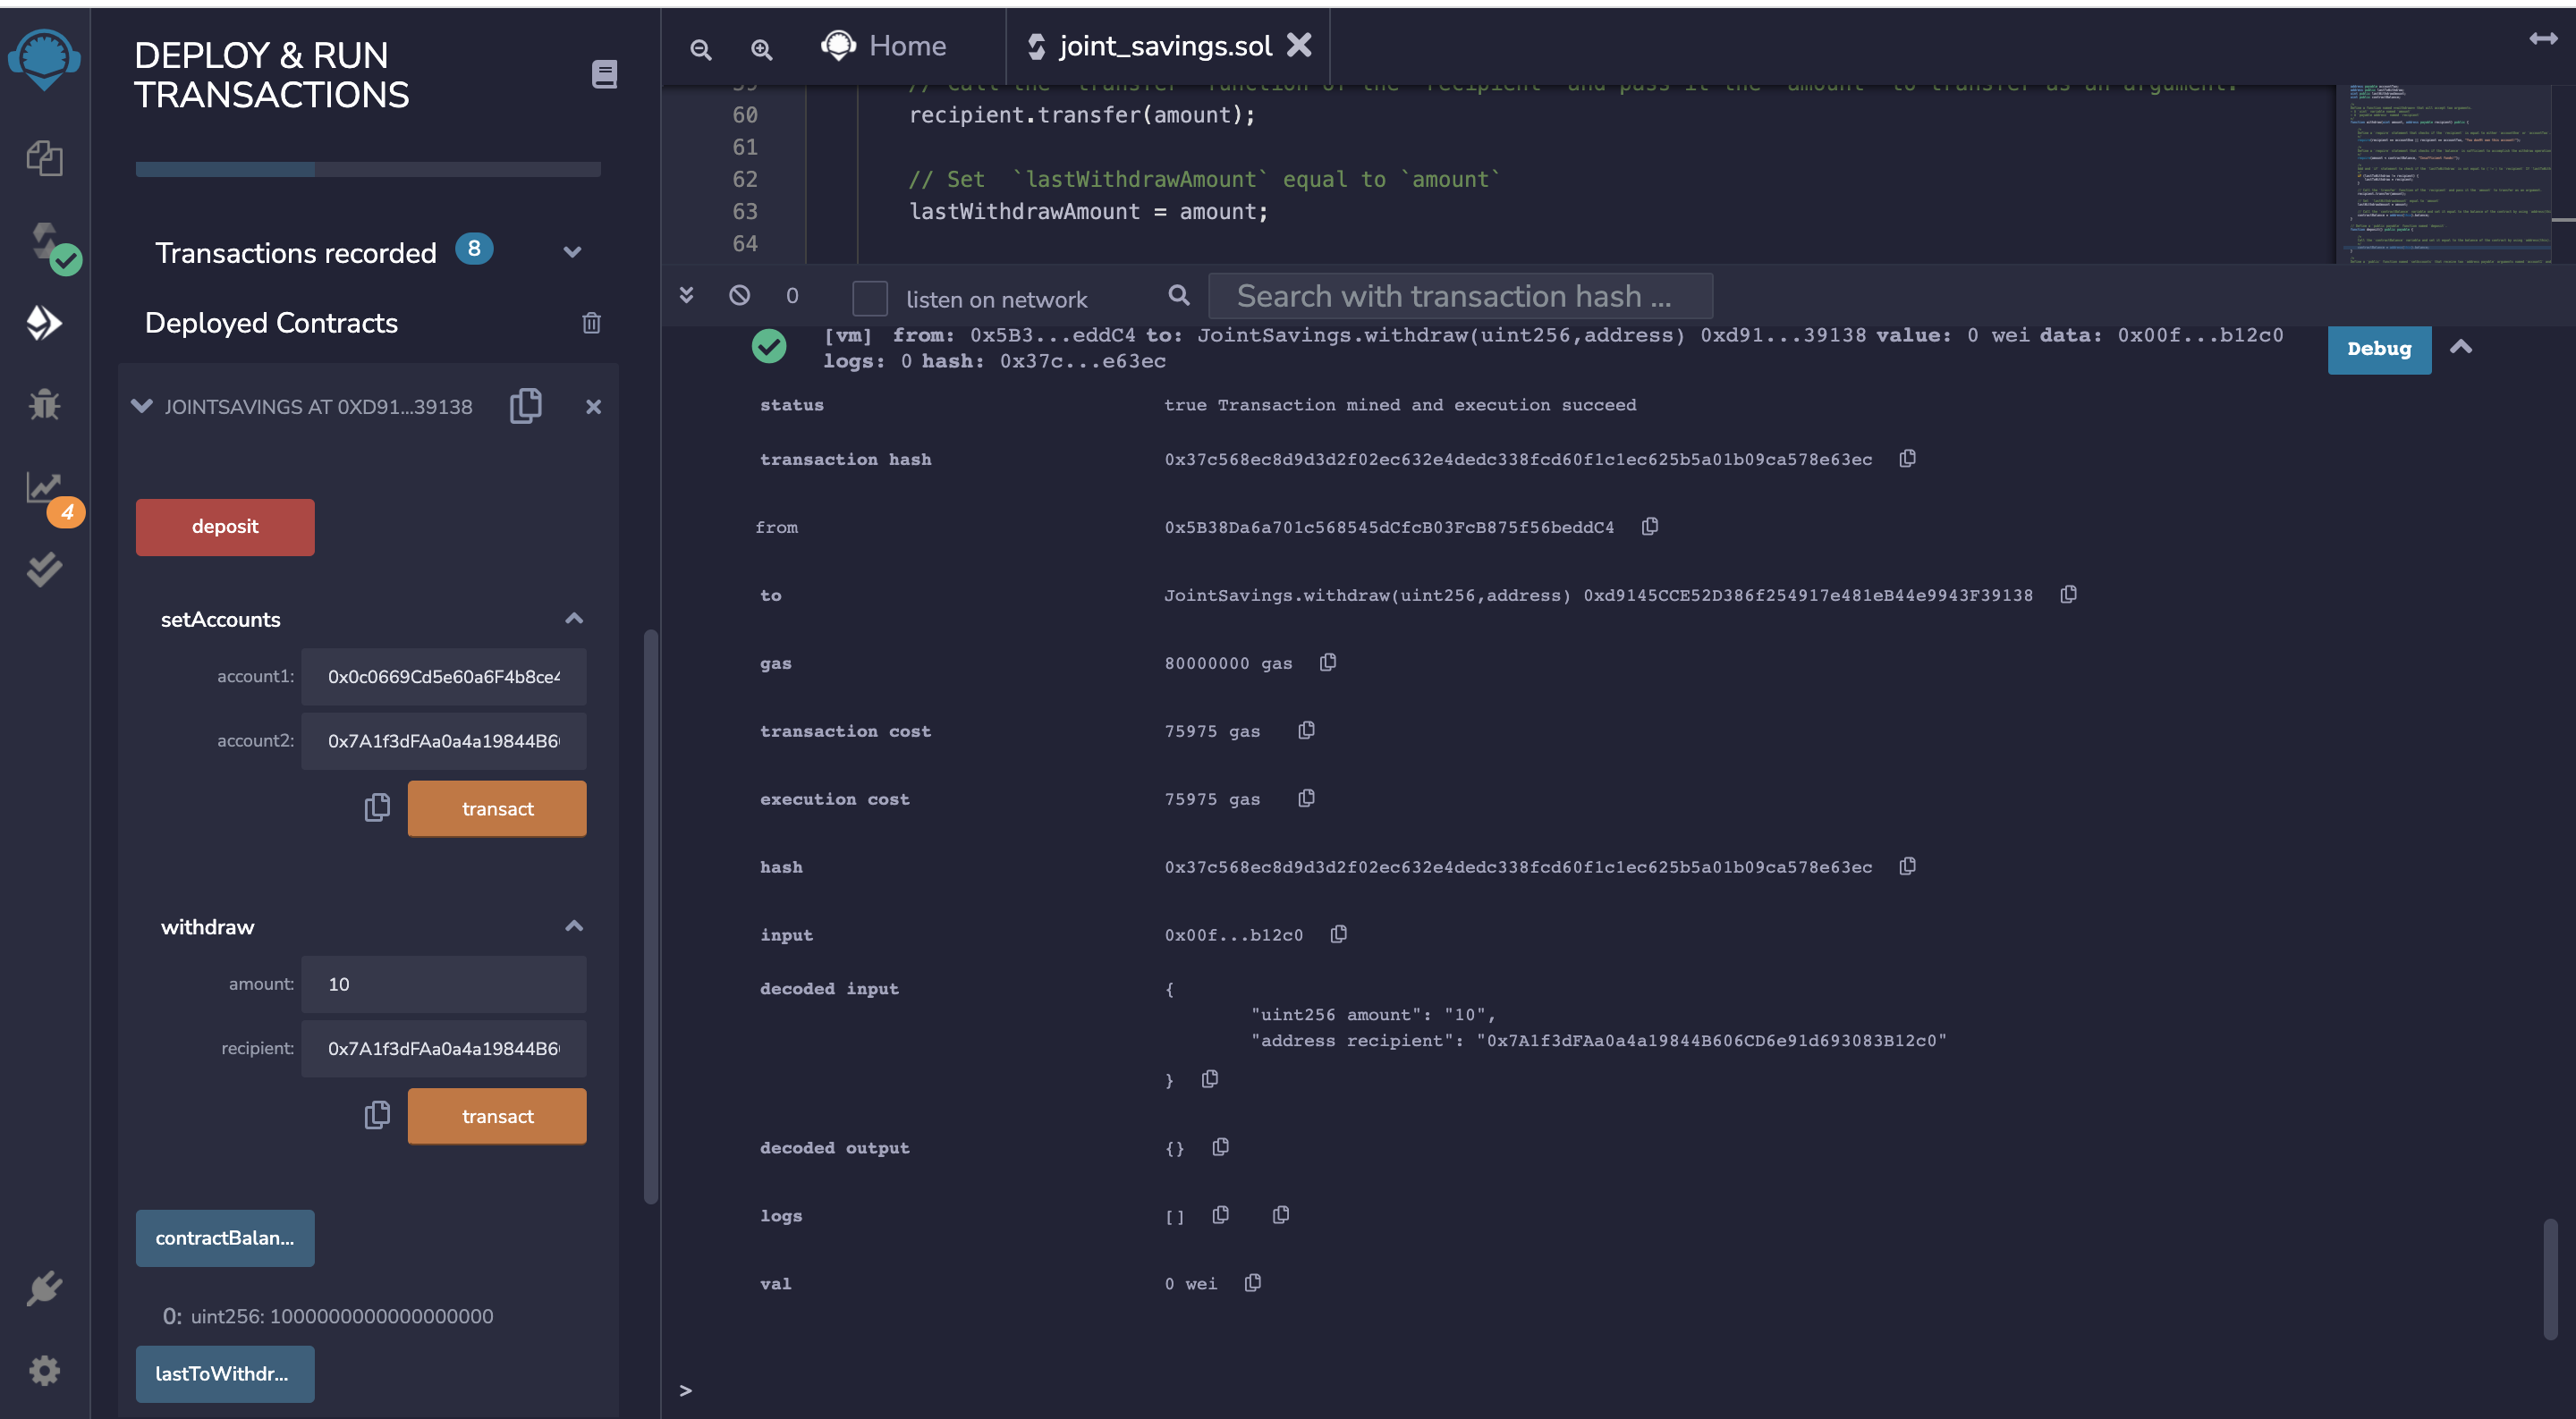 DEPLOY & RUN
TRANSACTIONS
Transactions recorded 8
Deployed Contracts
JOINTSAVINGS AT 0XD91...39138
deposit
setAccounts
account1: 0x0c0669Cd5e60a6F4b8ce4
account2: 0x7A1f3dFAa0a4a19844B6
transact
withdraw
amount: 10
recipient: 0x7A1f3dFAa0a4a19844B6
transact
contractBalan...
0: uint256: 1000000000000000000
lastToWithdr...
4
Home
joint_savings.sol
59 // Call the `transfer` function of the `recipient` and pass it the `amount` to transfer as an argument.
60 recipient.transfer(amount);
61
62 // Set  `lastWithdrawAmount` equal to `amount`
63 lastWithdrawAmount = amount;
64
0 listen on network Search with transaction hash ...
[vm] from: 0x5B3...eddC4 to: JointSavings.withdraw(uint256,address) 0xd91...39138 value: 0 wei data: 0x00f...b12c0
logs: 0 hash: 0x37c...e63ec
Debug
status true Transaction mined and execution succeed
transaction hash 0x37c568ec8d9d3d2f02ec632e4dedc338fcd60f1c1ec625b5a01b09ca578e63ec
from 0x5B38Da6a701c568545dCfcB03FcB875f56beddC4
to JointSavings.withdraw(uint256,address) 0xd9145CCE52D386f254917e481eB44e9943F39138
gas 80000000 gas
transaction cost 75975 gas
execution cost 75975 gas
hash 0x37c568ec8d9d3d2f02ec632e4dedc338fcd60f1c1ec625b5a01b09ca578e63ec
input 0x00f...b12c0
decoded input {
"uint256 amount": "10",
"address recipient": "0x7A1f3dFAa0a4a19844B606CD6e91d693083B12c0"
}
decoded output {}
logs []
val 0 wei
>